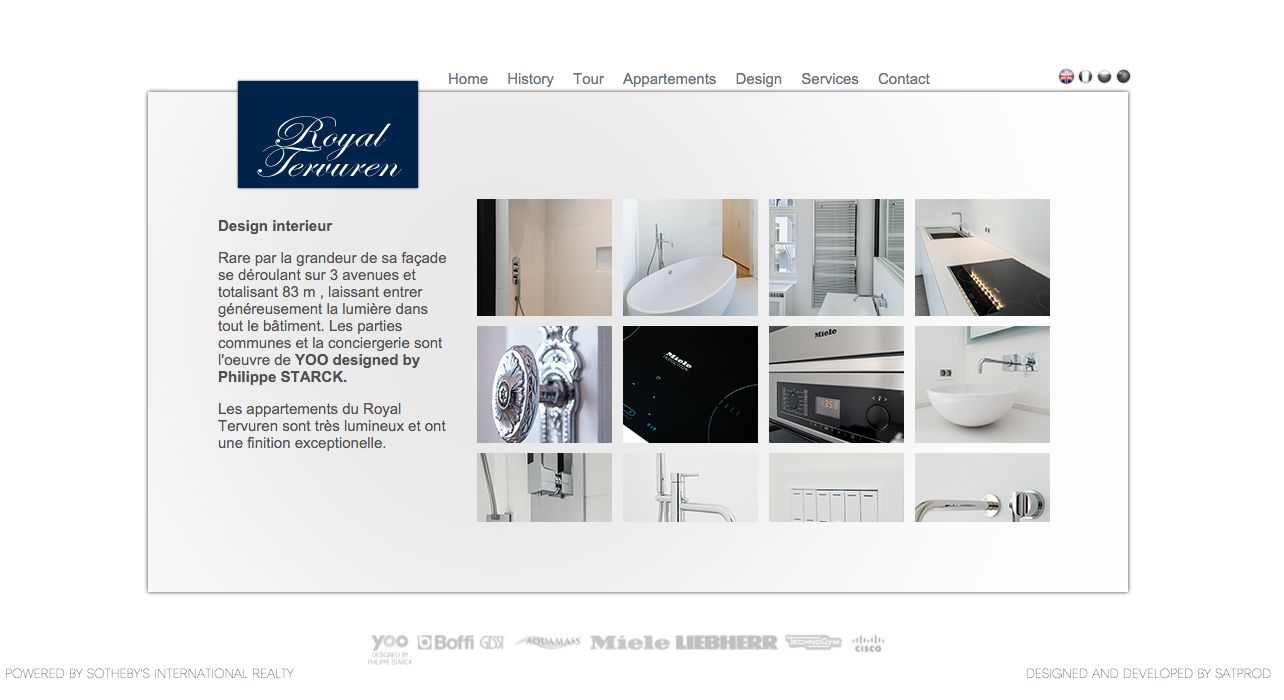 Home History Tour Appartements Design Services Contact
Royal
Tervuren
Design interieur
Rare par la grandeur de sa façade
se déroulant sur 3 avenues et
totalisant 83 m , laissant entrer
généreusement la lumière dans
tout le bâtiment. Les parties
communes et la conciergerie sont
l'oeuvre de YOO designed by
Philippe STARCK.
Les appartements du Royal
Tervuren sont très lumineux et ont
une finition exceptionelle.
Miele
INDUCTION
Miele
1358
YOO Boffi GESSI AQUAMASS Miele LIEBHERR TECHNOGYM cisco
DESIGNED BY
PHILIPPE STARCK
POWERED BY SOTHEBY'S INTERNATIONAL REALTY
DESIGNED AND DEVELOPED BY SATPROD